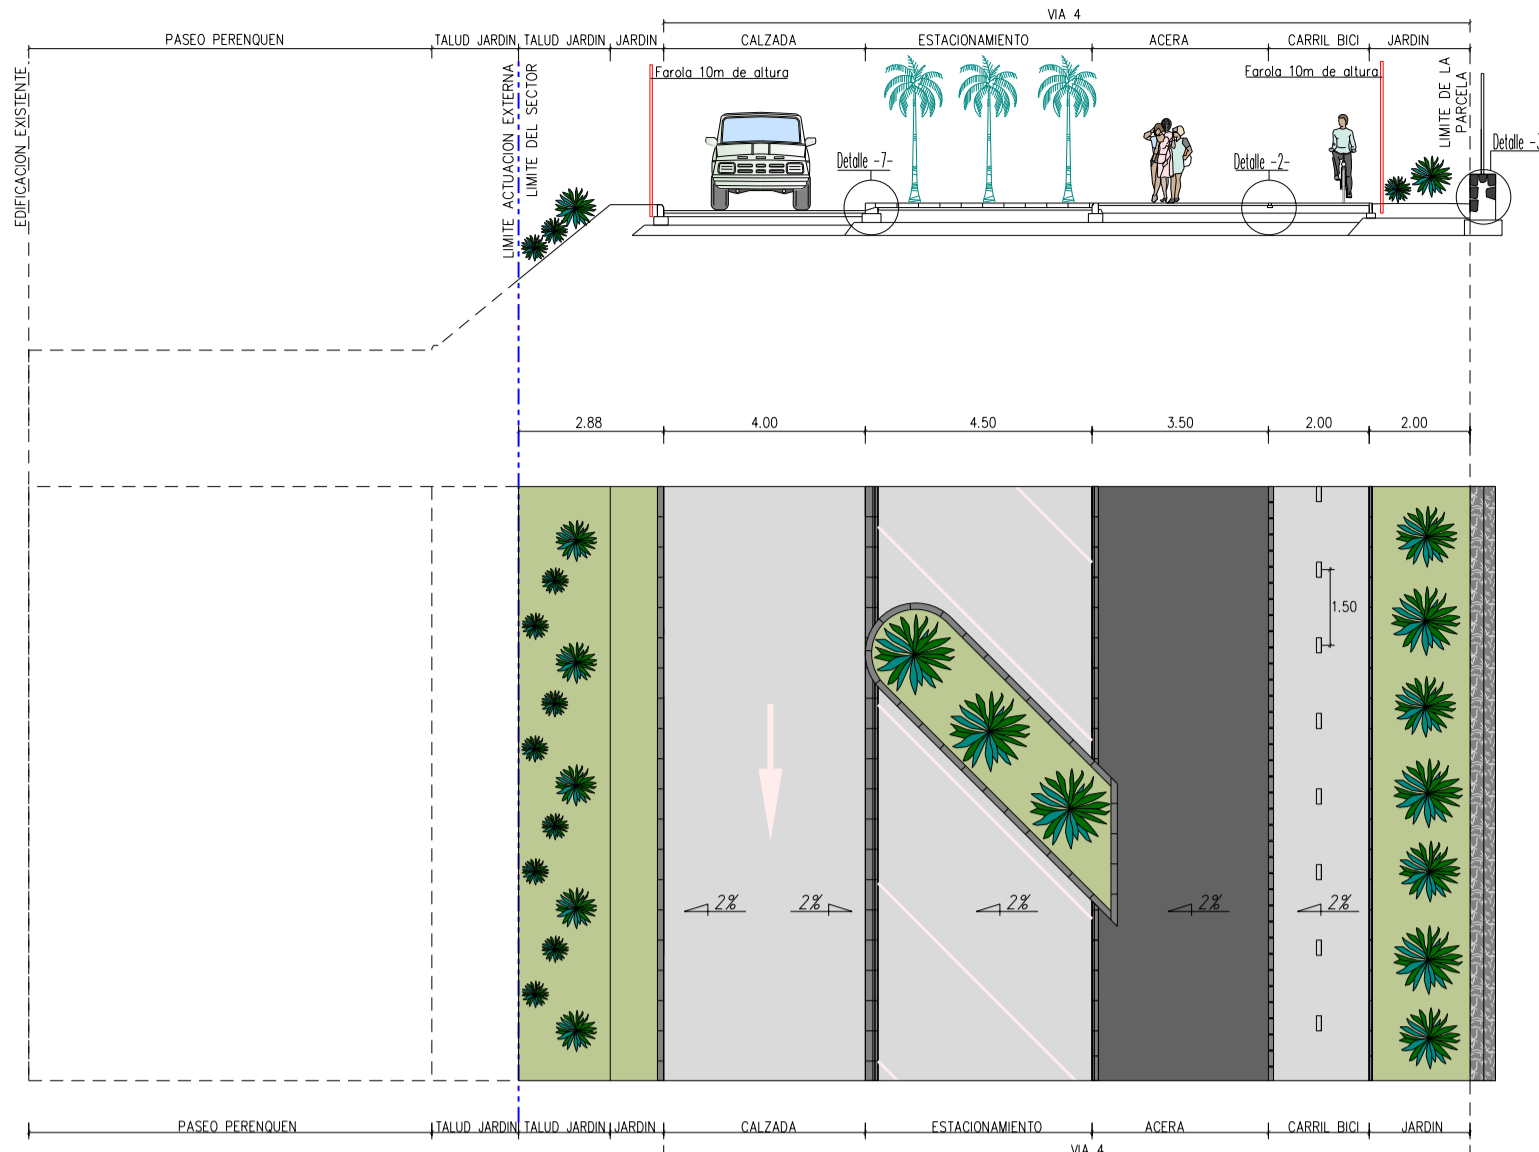 VIA 4
PASEO PERENQUEN
TALUD JARDIN
TALUD JARDIN
JARDIN
CALZADA
ESTACIONAMIENTO
ACERA
CARRIL BICI
JARDIN
EDIFICACION EXISTENTE
LIMITE ACTUACION EXTERNA
LIMITE DEL SECTOR
Farola 10m de altura
Farola 10m de altura
LIMITE DE LA
PARCELA
Detalle -7-
Detalle -2-
Detalle -3
2.88
4.00
4.50
3.50
2.00
2.00
1.50
2%
2%
2%
2%
2%
PASEO PERENQUEN
TALUD JARDIN
TALUD JARDIN
JARDIN
CALZADA
ESTACIONAMIENTO
ACERA
CARRIL BICI
JARDIN
VIA 4